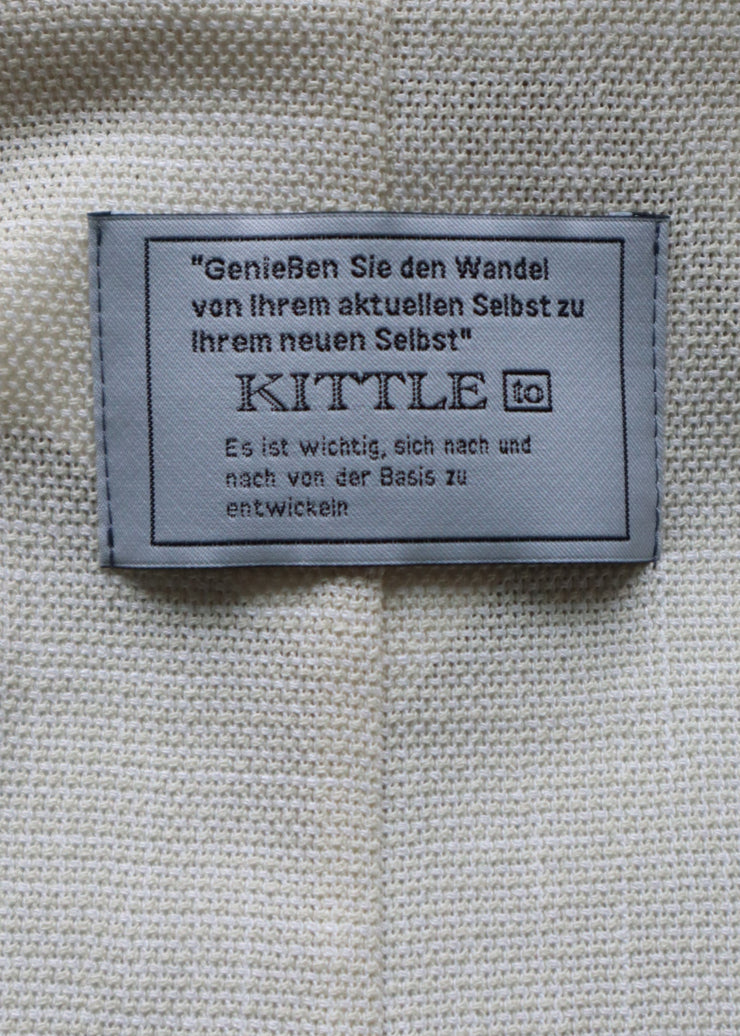 "Genießen Sie den Wandel
von Ihrem aktuellen Selbst zu
Ihrem neuen Selbst"
KITTLE to
Es ist wichtig, sich nach und
nach von der Basis zu
entwickeln